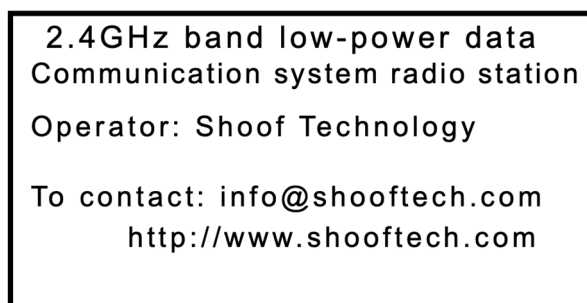 2.4GHz band low-power data
Communication system radio station
Operator: Shoof Technology
To contact: info@shooftech.com
http://www.shooftech.com